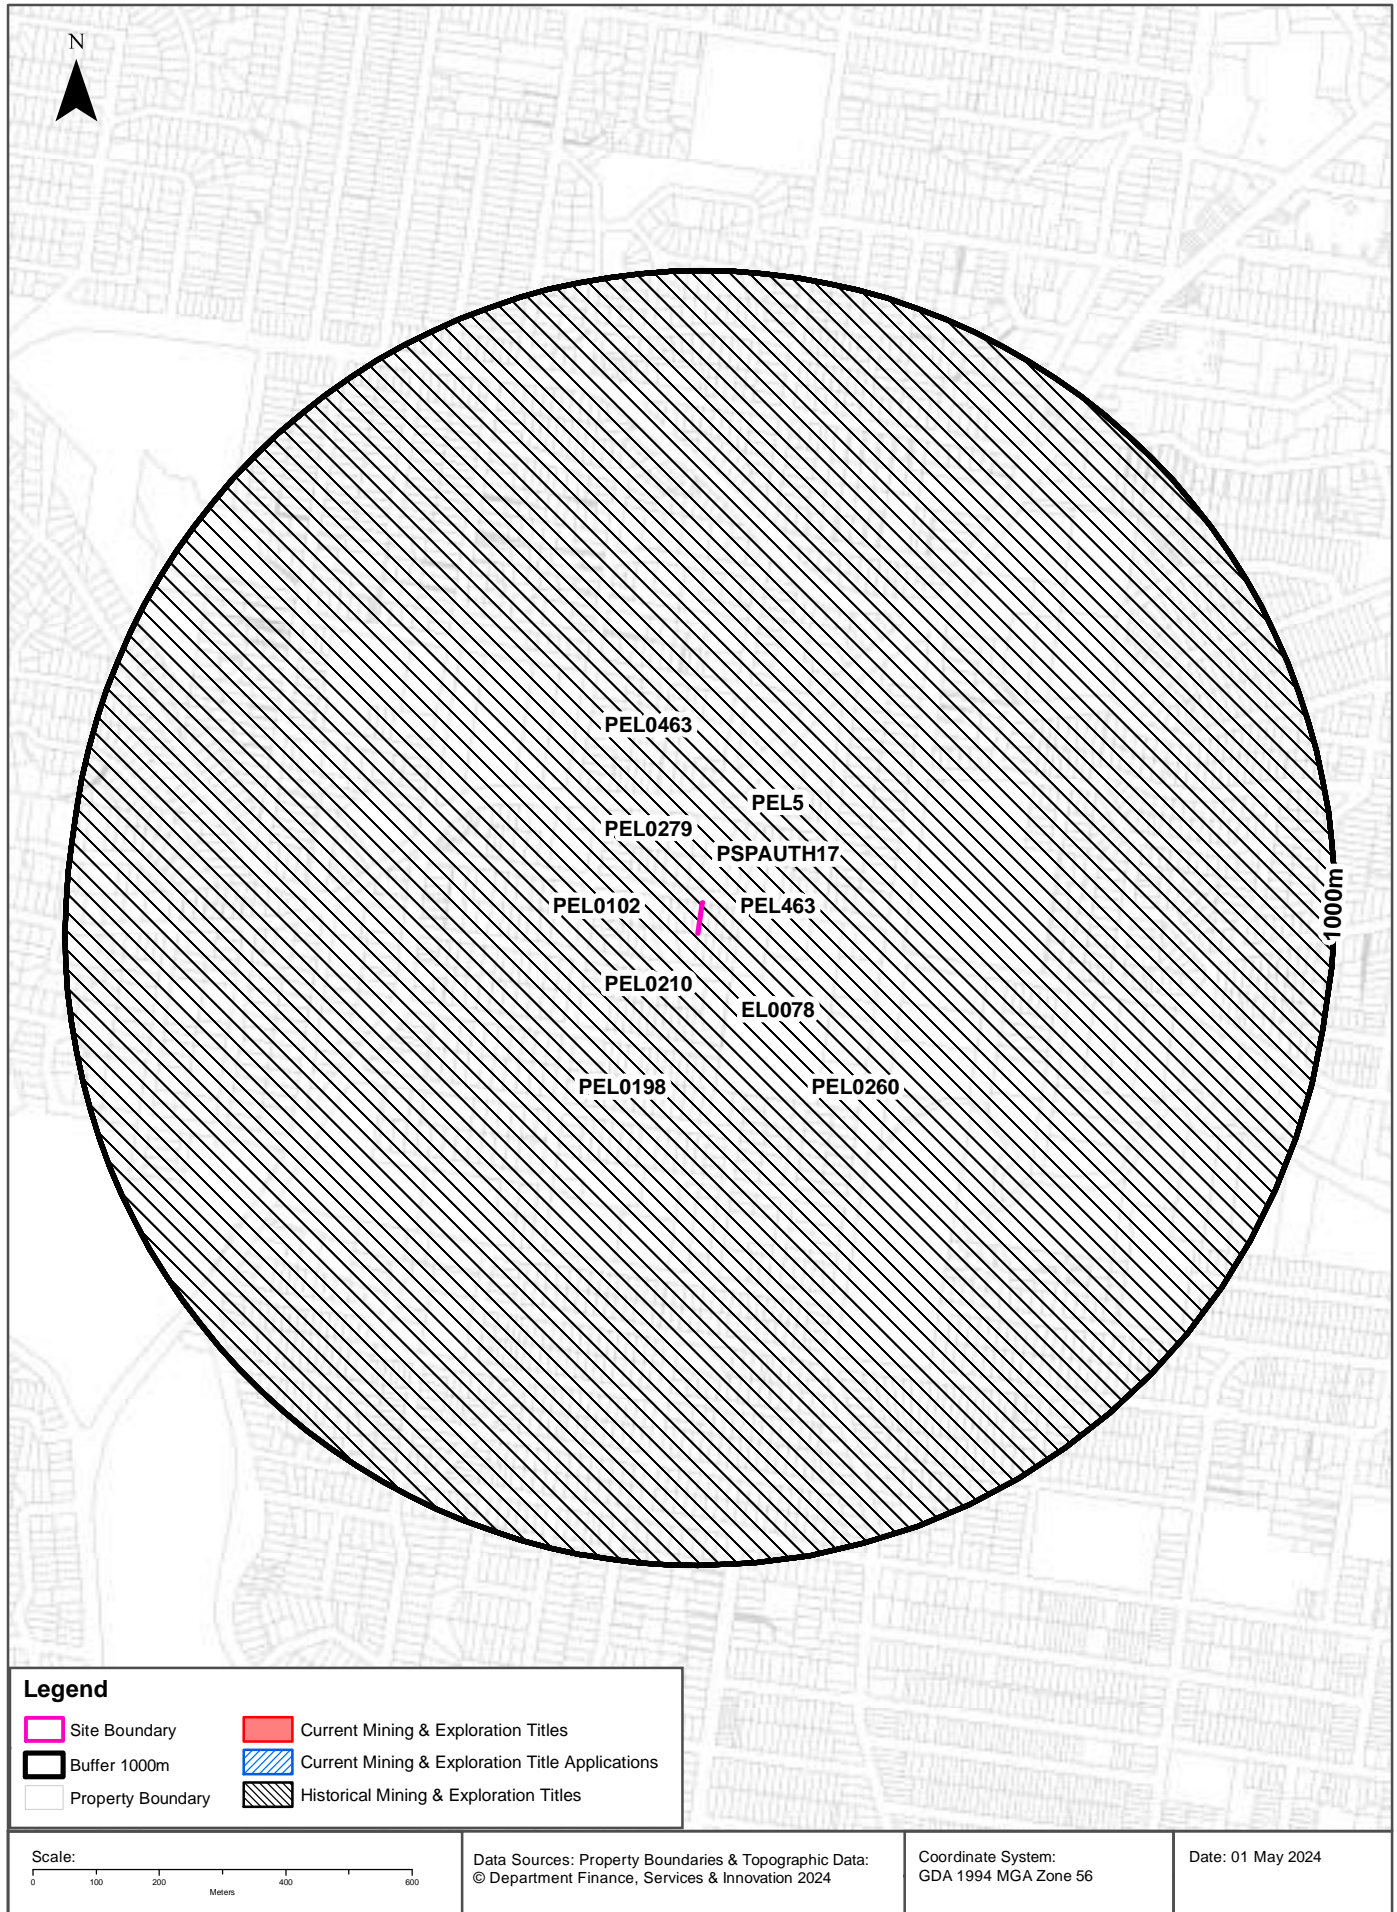 N
PEL0463
PEL5
PEL0279
PSPAUTH17
PEL0102
PEL463
1000m
PEL0210
EL0078
PEL0198
PEL0260
Legend
Site Boundary
Buffer 1000m
Property Boundary
Current Mining & Exploration Titles
Current Mining & Exploration Title Applications
Historical Mining & Exploration Titles
Scale:
0 100 200 400 600
Meters
Data Sources: Property Boundaries & Topographic Data:
© Department Finance, Services & Innovation 2024
Coordinate System:
GDA 1994 MGA Zone 56
Date: 01 May 2024